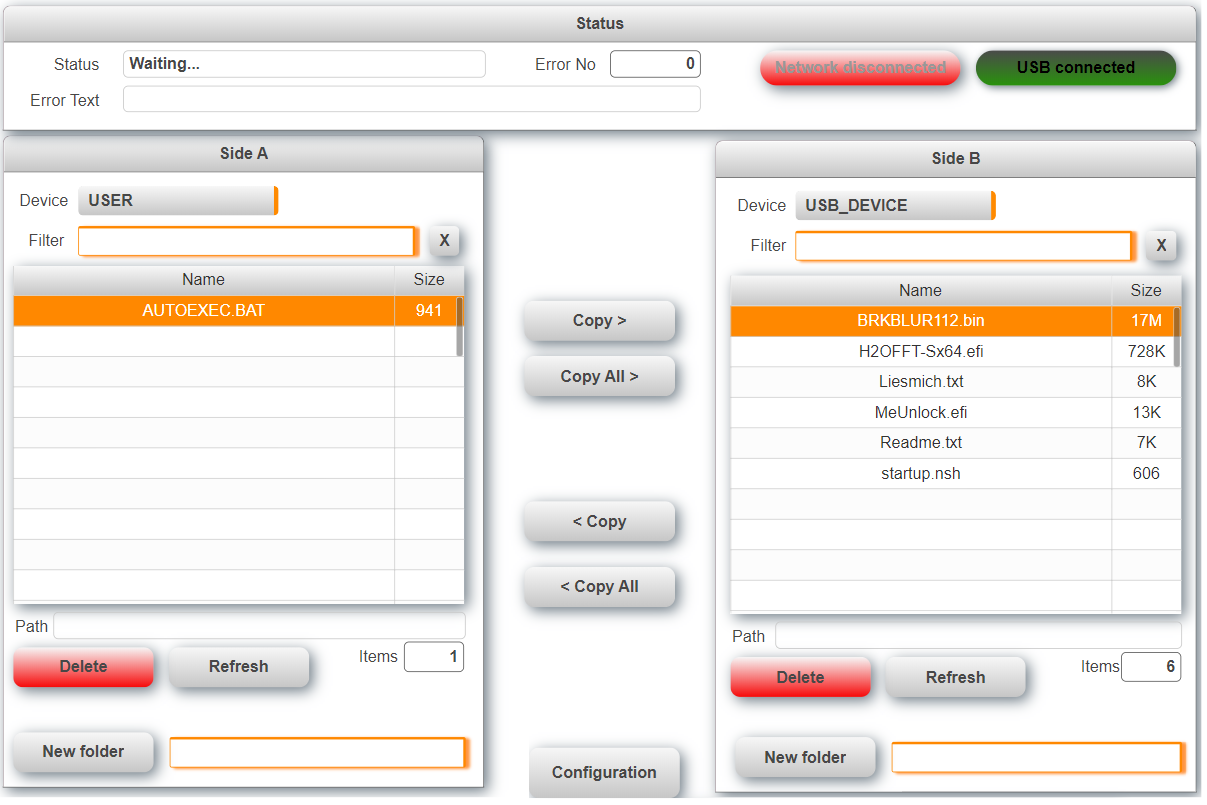 Status
Status Waiting... Error No 0 Network disconnected USB connected
Error Text
Side A
Device USER
Filter X
Name Size
AUTOEXEC.BAT 941
Path
Delete Refresh Items 1
New folder
Copy >
Copy All >
< Copy
< Copy All
Configuration
Side B
Device USB_DEVICE
Filter X
Name Size
BRKBLUR112.bin 17M
H2OFFT-Sx64.efi 728K
Liesmich.txt 8K
MeUnlock.efi 13K
Readme.txt 7K
startup.nsh 606
Path
Delete Refresh Items 6
New folder